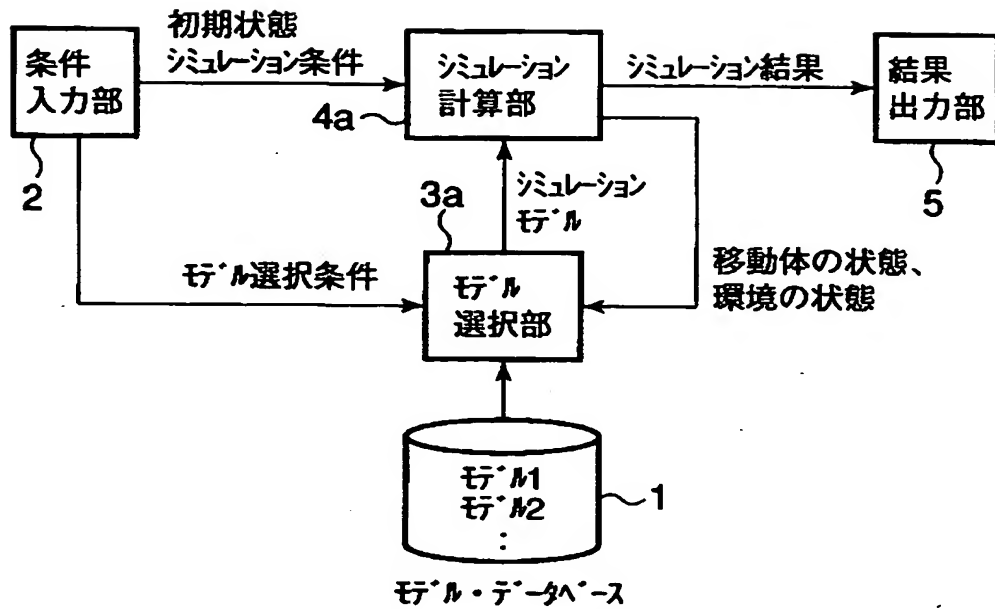 初期状態
シミュレーション条件
条件
入力部
2
シミュレーション
計算部
4a
シミュレーション結果
結果
出力部
5
3a
シミュレーション
モデル
移動体の状態、
環境の状態
モデル選択条件
モデル
選択部
モデル1
モデル2
:
1
モデル・データベース